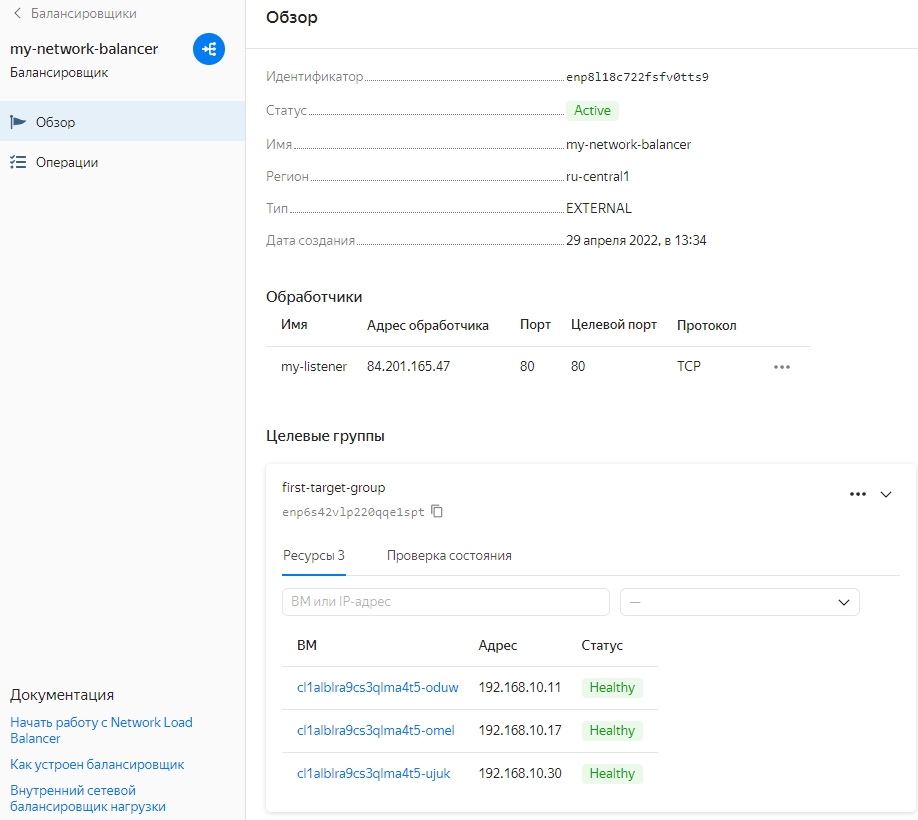 Балансировщики
my-network-balancer
Балансировщик
Обзор
Операции
Документация
Начать работу с Network Load
Balancer
Как устроен балансировщик
Внутренний сетевой
балансировщик нагрузки
Обзор
Идентификатор enp8l18c722fsfv0tts9
Статус Active
Имя my-network-balancer
Регион ru-central1
Тип EXTERNAL
Дата создания 29 апреля 2022, в 13:34
Обработчики
Имя Адрес обработчика Порт Целевой порт Протокол
my-listener 84.201.165.47 80 80 TCP
Целевые группы
first-target-group
enp6s42vlp220qqe1spt
Ресурсы 3 Проверка состояния
ВМ или IP-адрес —
ВМ Адрес Статус
cl1alblra9cs3qlma4t5-oduw 192.168.10.11 Healthy
cl1alblra9cs3qlma4t5-omel 192.168.10.17 Healthy
cl1alblra9cs3qlma4t5-ujuk 192.168.10.30 Healthy